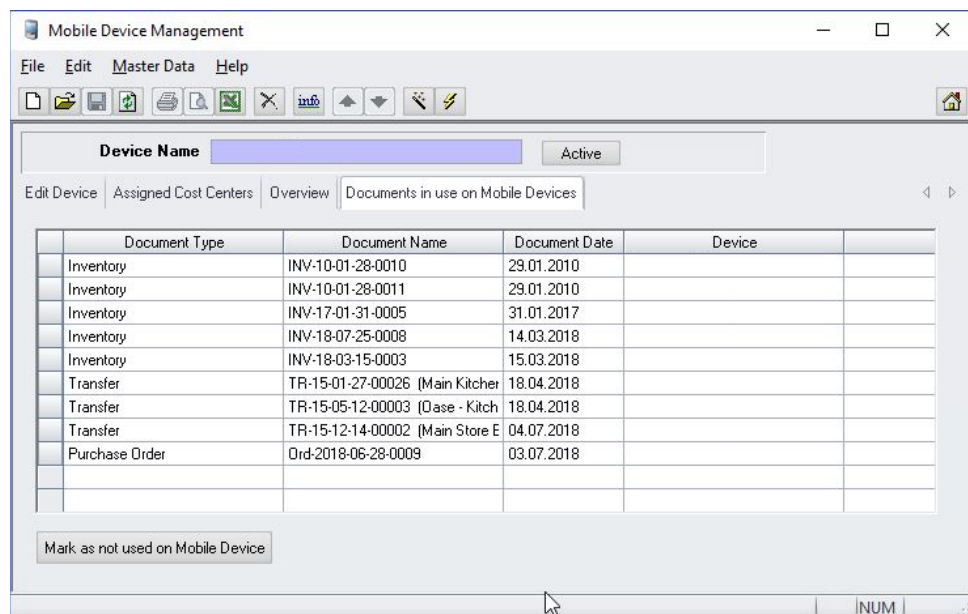 Mobile Device Management
File Edit Master Data Help
info
Device Name Active
Edit Device Assigned Cost Centers Overview Documents in use on Mobile Devices
Document Type Document Name Document Date Device
Inventory INV-10-01-28-0010 29.01.2010
Inventory INV-10-01-28-0011 29.01.2010
Inventory INV-17-01-31-0005 31.01.2017
Inventory INV-18-07-25-0008 14.03.2018
Inventory INV-18-03-15-0003 15.03.2018
Transfer TR-15-01-27-00026 (Main Kitcher 18.04.2018
Transfer TR-15-05-12-00003 (Oase - Kitch 18.04.2018
Transfer TR-15-12-14-00002 (Main Store E 04.07.2018
Purchase Order Ord-2018-06-28-0009 03.07.2018
Mark as not used on Mobile Device
NUM